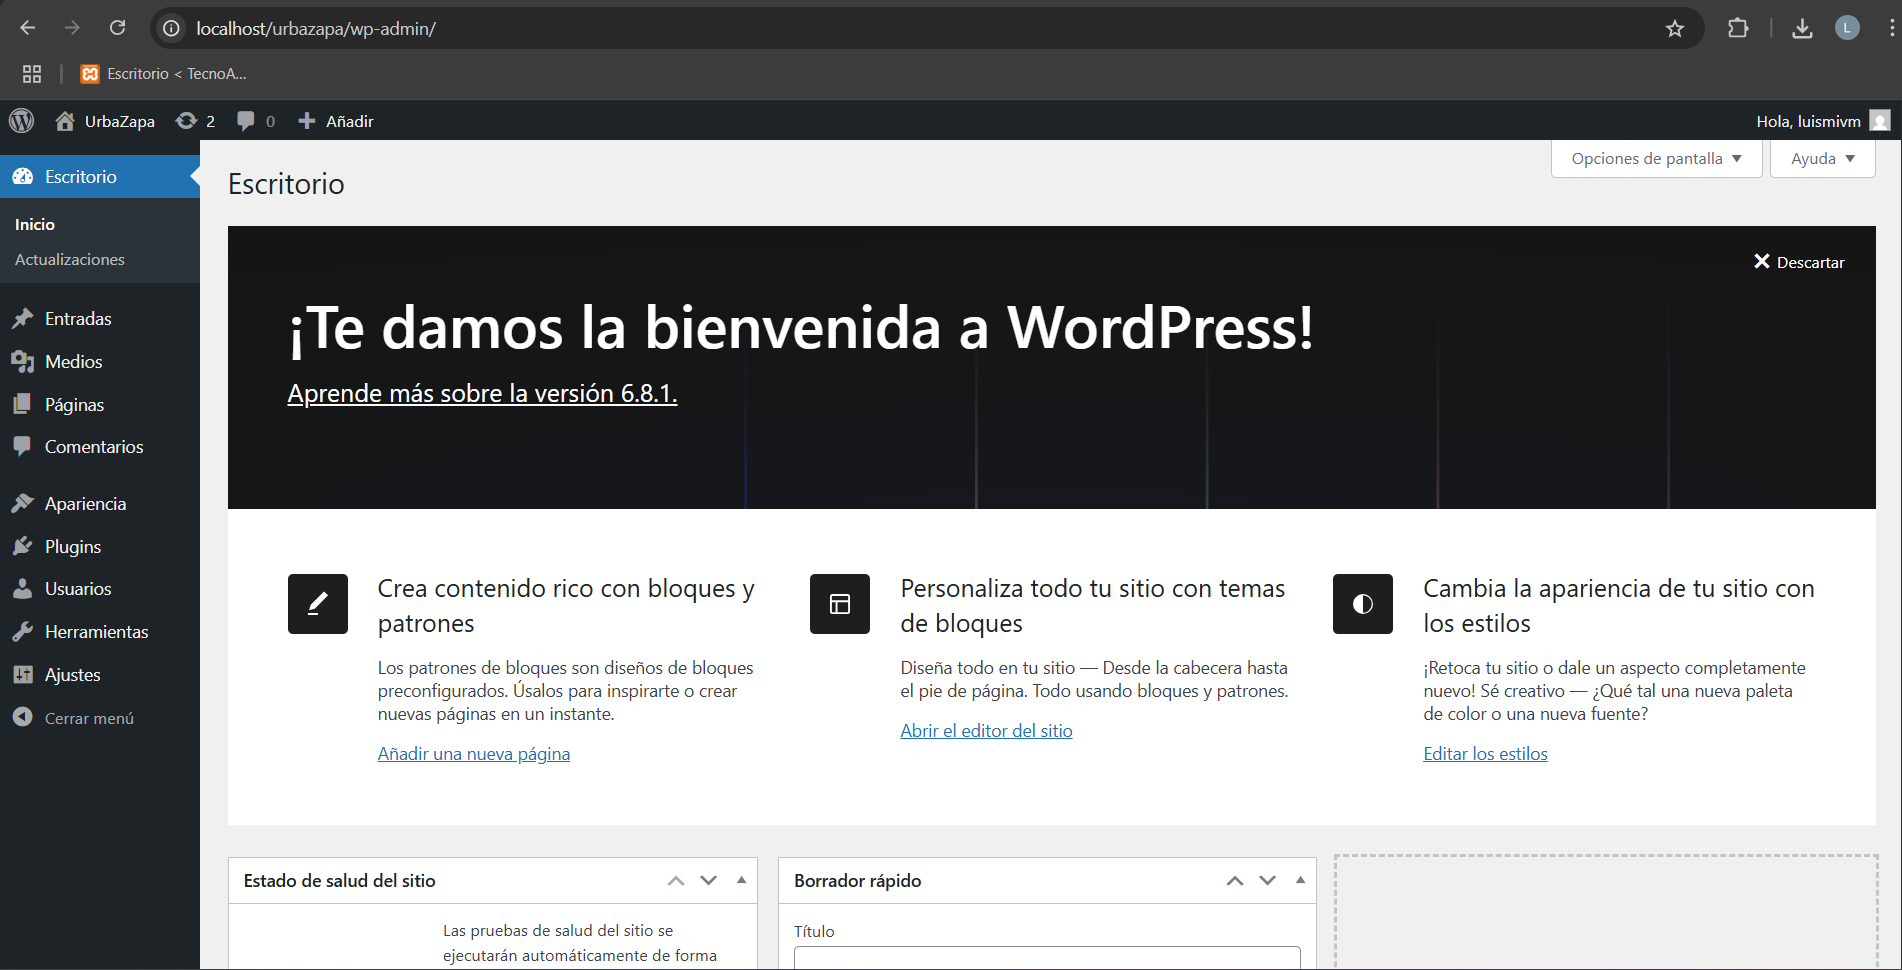 localhost/urbazapa/wp-admin/
L
Escritorio < TecnoA...
UrbaZapa
2
0
Añadir
Hola, luismivm
Escritorio
Inicio
Actualizaciones
Entradas
Medios
Páginas
Comentarios
Apariencia
Plugins
Usuarios
Herramientas
Ajustes
Cerrar menú
Opciones de pantalla
Ayuda
Escritorio
Descartar
¡Te damos la bienvenida a WordPress!
Aprende más sobre la versión 6.8.1.
Crea contenido rico con bloques y
patrones
Los patrones de bloques son diseños de bloques
preconfigurados. Úsalos para inspirarte o crear
nuevas páginas en un instante.
Añadir una nueva página
Personaliza todo tu sitio con temas
de bloques
Diseña todo en tu sitio — Desde la cabecera hasta
el pie de página. Todo usando bloques y patrones.
Abrir el editor del sitio
Cambia la apariencia de tu sitio con
los estilos
¡Retoca tu sitio o dale un aspecto completamente
nuevo! Sé creativo — ¿Qué tal una nueva paleta
de color o una nueva fuente?
Editar los estilos
Estado de salud del sitio
Las pruebas de salud del sitio se
ejecutarán automáticamente de forma
Borrador rápido
Título